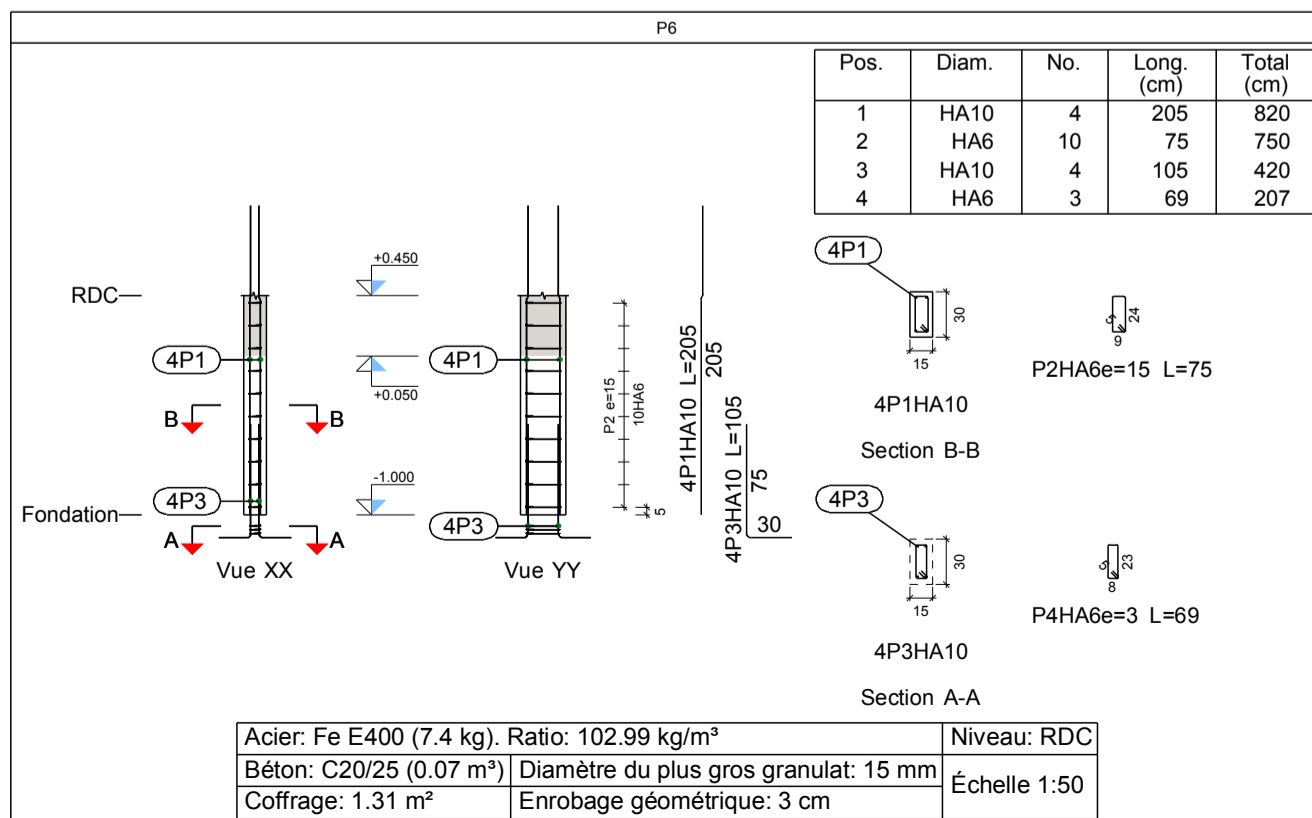 P6
Pos. Diam. No. Long. (cm) Total (cm)
1 HA10 4 205 820
2 HA6 10 75 750
3 HA10 4 105 420
4 HA6 3 69 207
RDC
Fondation
4P1
4P3
B B
A A
Vue XX
+0.450
+0.050
-1.000
4P1
4P3
Vue YY
P2 e=15
10HA6
5
4P1HA10 L=205
205
4P3HA10 L=105
75
30
4P1
30
15
4P1HA10
Section B-B
5
24
9
P2HA6e=15 L=75
4P3
30
15
4P3HA10
Section A-A
5
23
8
P4HA6e=3 L=69
Acier: Fe E400 (7.4 kg). Ratio: 102.99 kg/m³
Niveau: RDC
Béton: C20/25 (0.07 m³)
Diamètre du plus gros granulat: 15 mm
Échelle 1:50
Coffrage: 1.31 m²
Enrobage géométrique: 3 cm